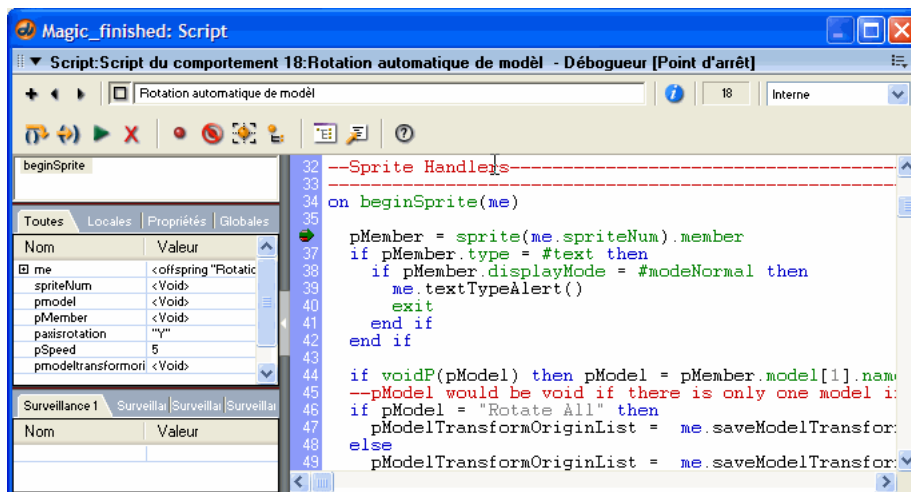 Magic_finished: Script
Script:Script du comportement 18:Rotation automatique de modèl - Débogueur [Point d'arrêt]
Rotation automatique de modèl 18 Interne
beginSprite
Toutes Locales Propriétés Globales
Nom Valeur
me <offspring "Rotatic
spriteNum <Void>
pmodel <Void>
pMember <Void>
paxisrotation "Y"
pSpeed 5
pmodeltransformori <Void>
Surveillance 1 Surveillar Surveillar Surveillar
Nom Valeur
32 --Sprite Handlers--------------------------------------------
33 --------------------------------------------------------------
34 on beginSprite(me)
35
pMember = sprite(me.spriteNum).member
37 if pMember.type = #text then
38 if pMember.displayMode = #modeNormal then
39 me.textTypeAlert()
40 exit
41 end if
42 end if
43
44 if voidP(pModel) then pModel = pMember.model[1].nam
45 --pModel would be void if there is only one model i
46 if pModel = "Rotate All" then
47 pModelTransformOriginList = me.saveModelTransfor
48 else
49 pModelTransformOriginList = me.saveModelTransfor